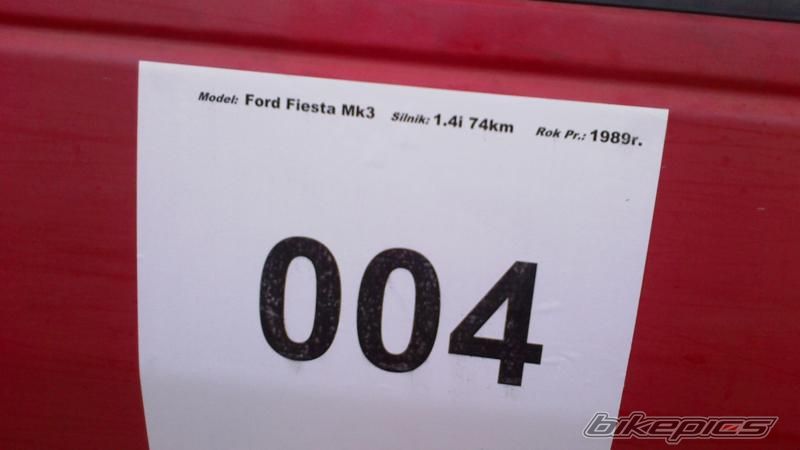 Model: Ford Fiesta Mk3 Silnik: 1.4i 74km Rok Pr.: 1989r.
004
bikepics